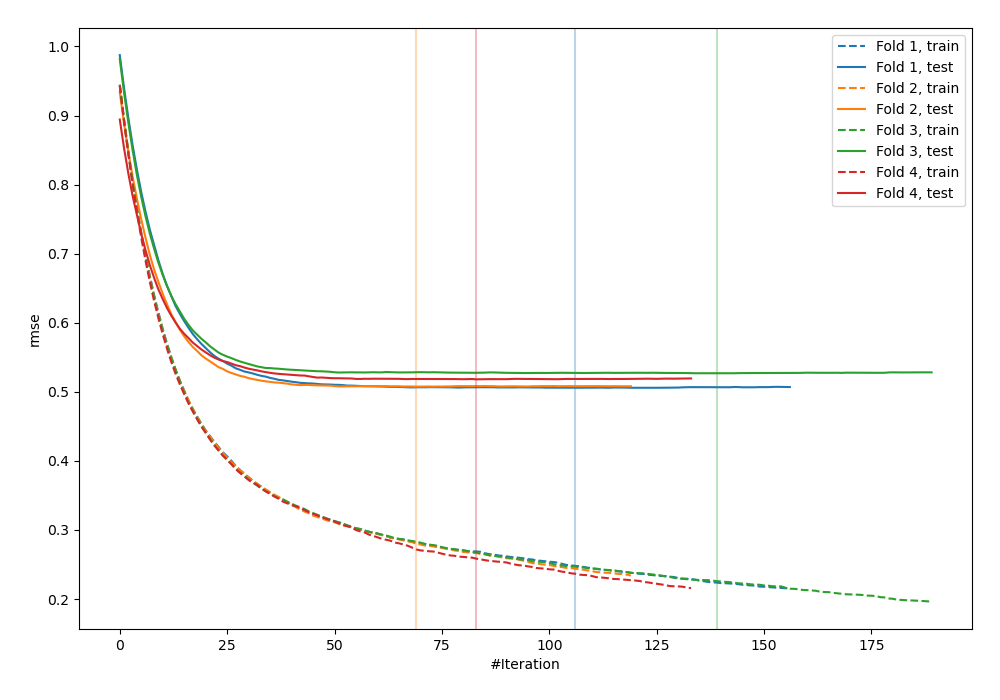 1.0
0.9
0.8
0.7
0.6
0.5
0.4
0.3
0.2
rmse
0
25
50
75
100
125
150
175
#Iteration
Fold 1, train
Fold 1, test
Fold 2, train
Fold 2, test
Fold 3, train
Fold 3, test
Fold 4, train
Fold 4, test